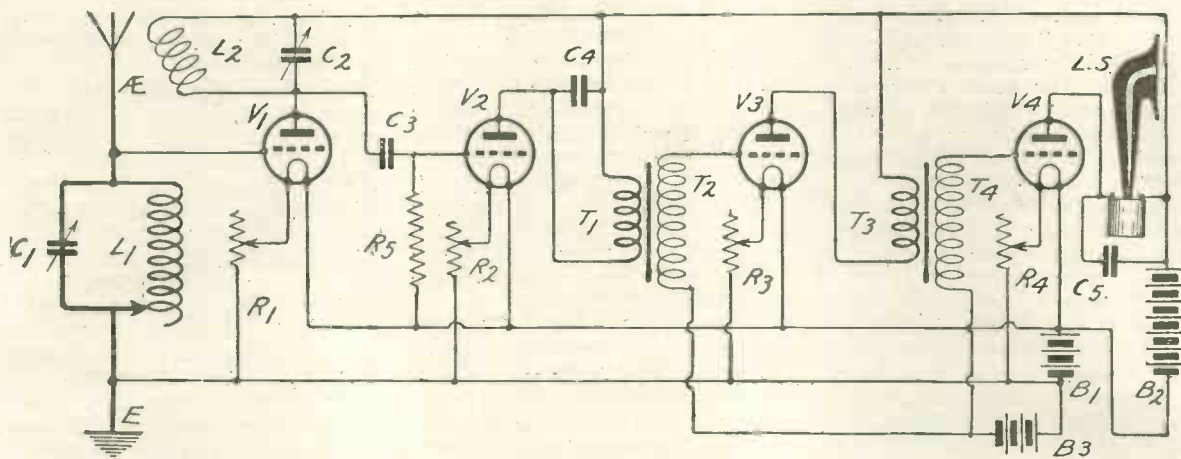 L2
C2
Æ
V1
C3
C4
V2
V3
L.S.
V4
C1
L1
R1
R5
R2
T1
T2
R3
T3
T4
R4
C5.
B1
B2
E
B3